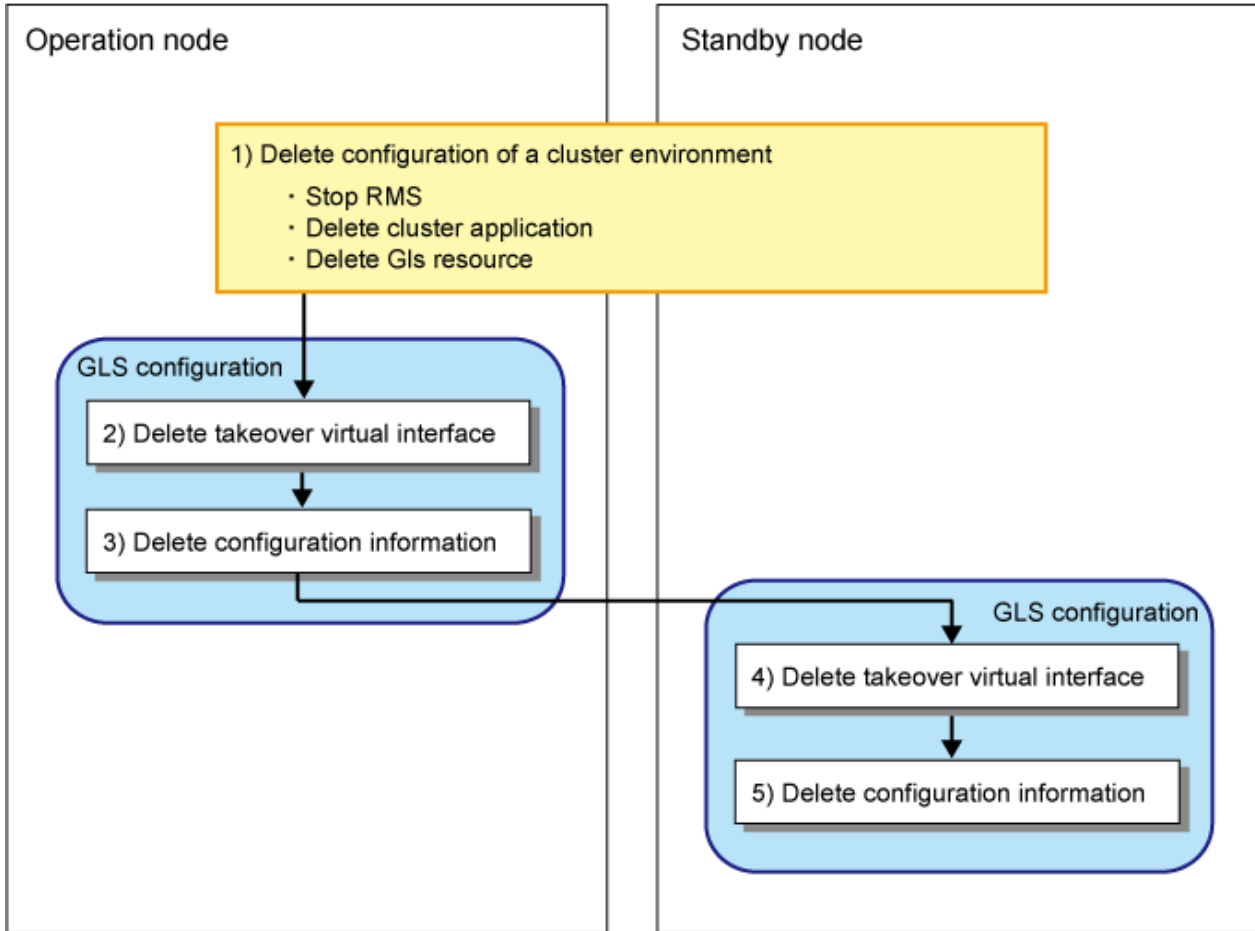 Operation node
Standby node
1) Delete configuration of a cluster environment
・ Stop RMS
・ Delete cluster application
・ Delete Gls resource
GLS configuration
2) Delete takeover virtual interface
3) Delete configuration information
GLS configuration
4) Delete takeover virtual interface
5) Delete configuration information